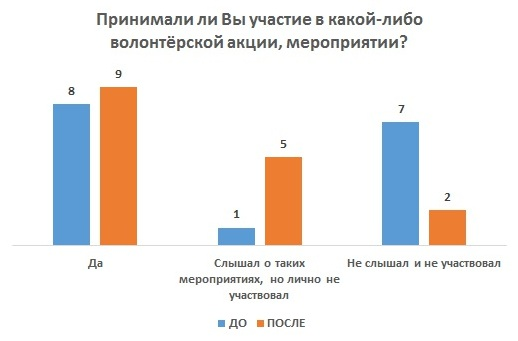 Принимали ли Вы участие в какой-либо
волонтёрской акции, мероприятии?
8
9
1
5
7
2
Да
Слышал о таких
мероприятиях, но лично не
участвовал
Не слышал и не участвовал
ДО
ПОСЛЕ